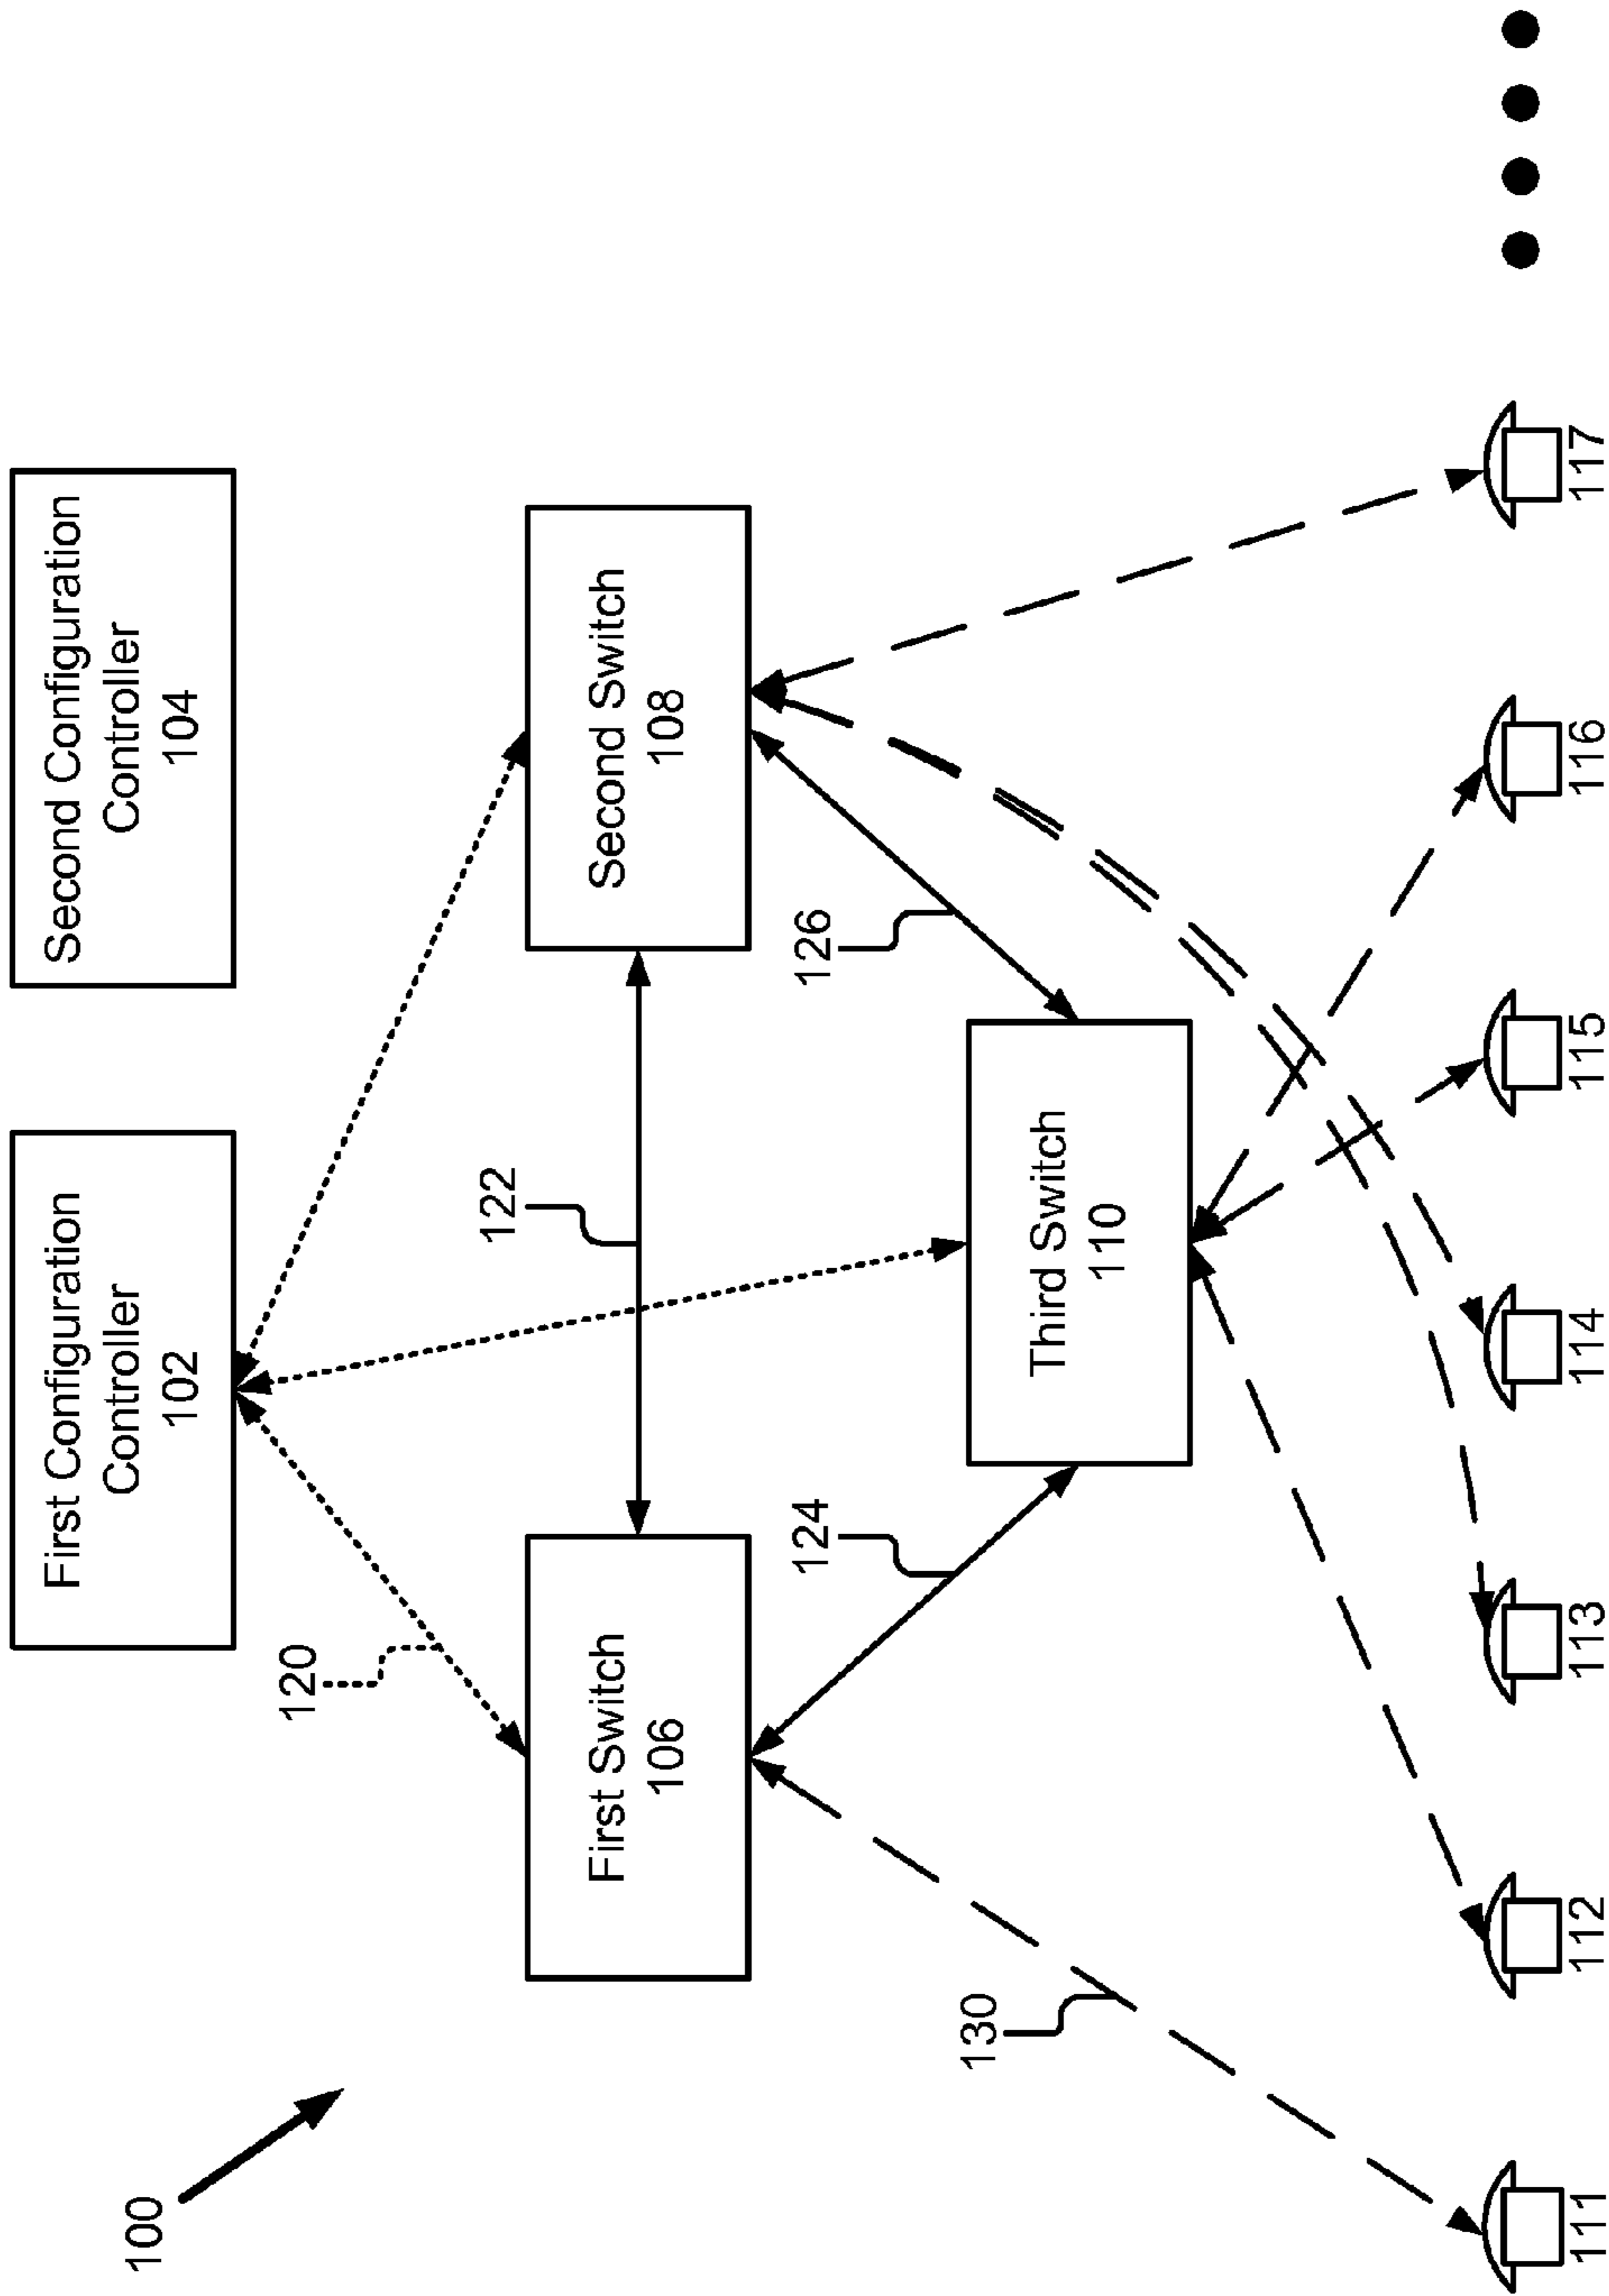 100
First Configuration
Controller
102
Second Configuration
Controller
104
120
122
First Switch
106
Second Switch
108
124
126
130
Third Switch
110
111
112
113
114
115
116
117